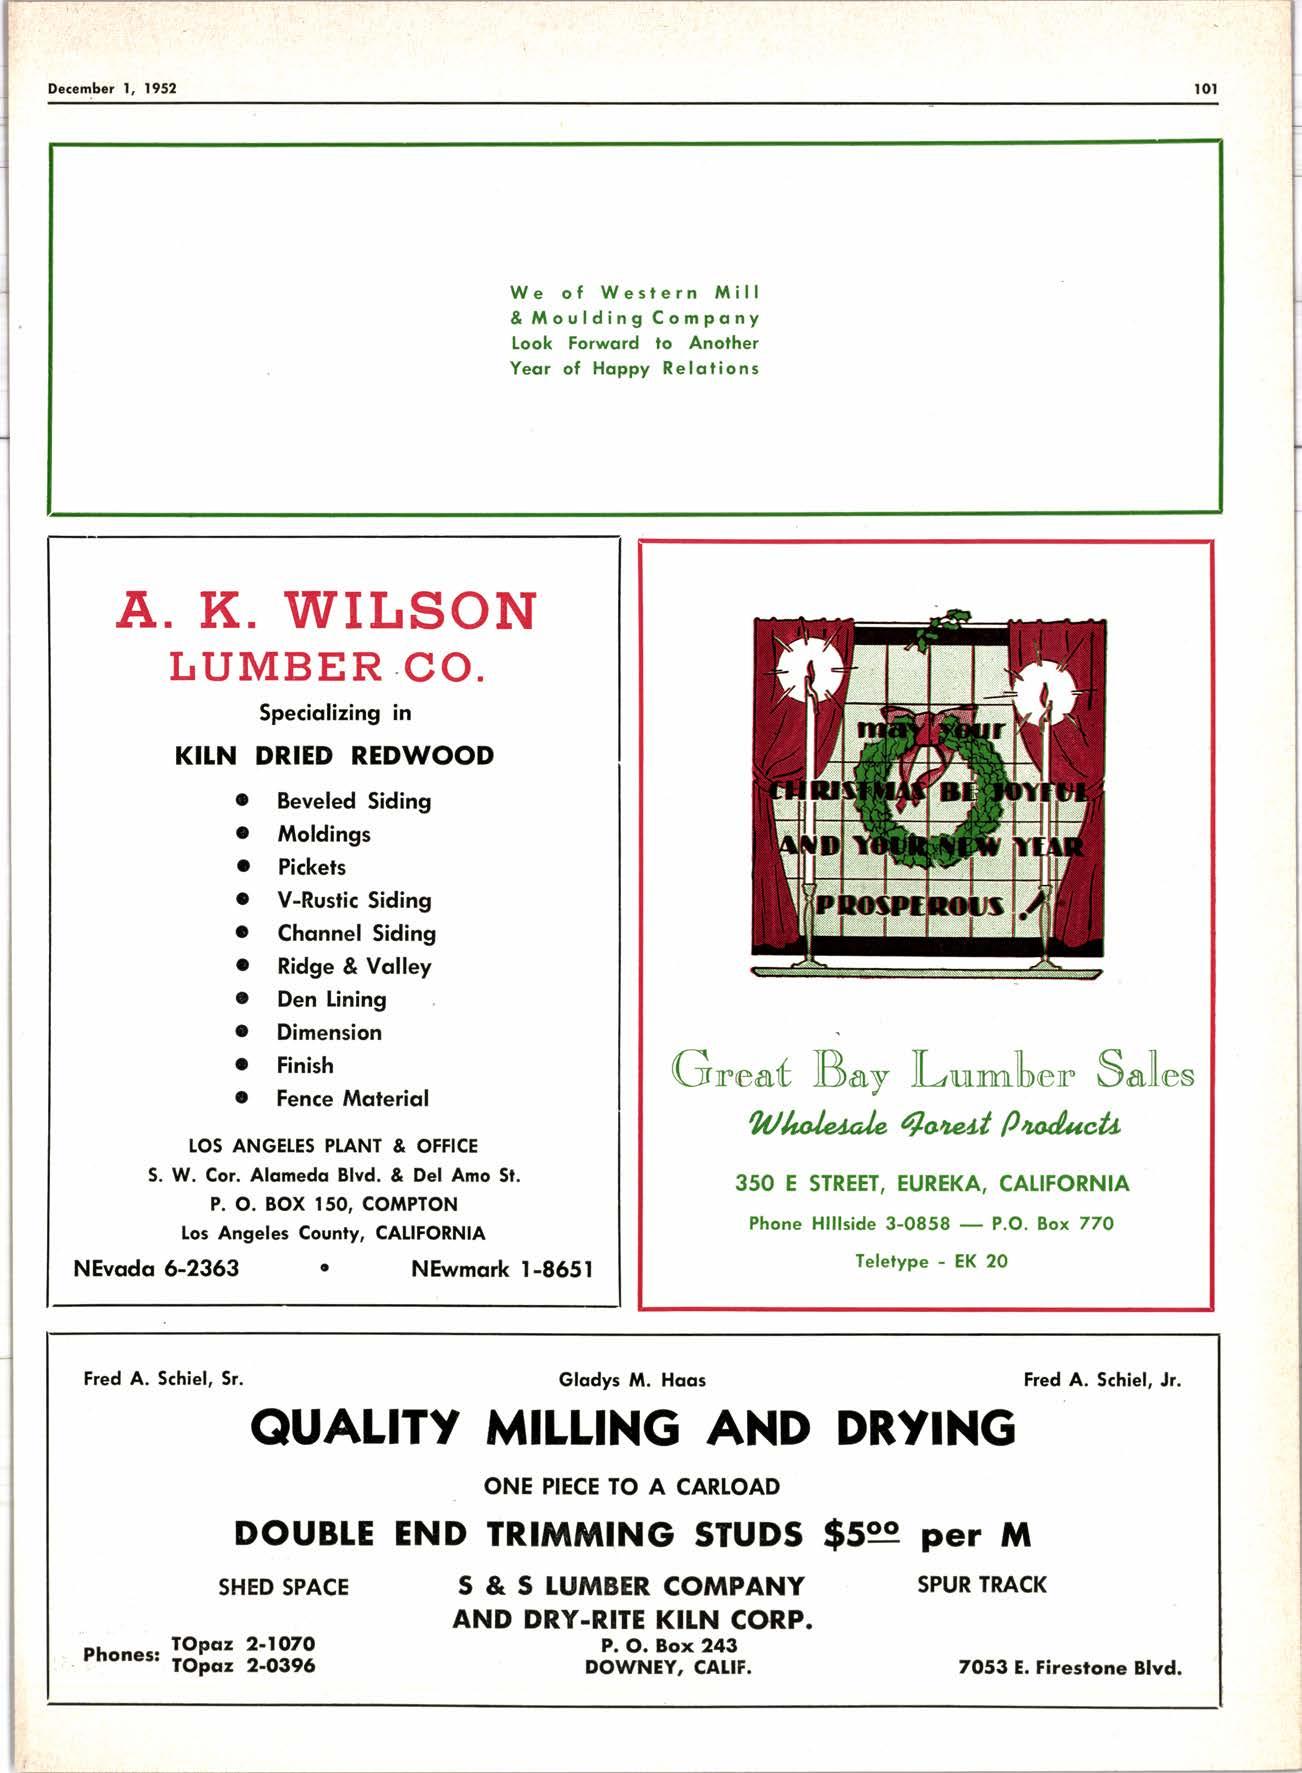 December 1, 1952
101
We of Western Mill
& Moulding Company
Look Forward to Another
Year of Happy Relations
A. K. WILSON
LUMBER CO.
Specializing in
KILN DRIED REDWOOD
● Beveled Siding
● Moldings
● Pickets
● V-Rustic Siding
● Channel Siding
● Ridge & Valley
● Den Lining
● Dimension
● Finish
● Fence Material
LOS ANGELES PLANT & OFFICE
S. W. Cor. Alameda Blvd. & Del Amo St.
P. O. BOX 150, COMPTON
Los Angeles County, CALIFORNIA
NEvada 6-2363 ● NEwmark 1-8651
may your
CHRISTMAS BE JOYFUL
AND YOUR NEW YEAR
PROSPEROUS !
Great Bay Lumber Sales
Wholesale Forest Products
350 E STREET, EUREKA, CALIFORNIA
Phone HIllside 3-0858 — P.O. Box 770
Teletype - EK 20
Fred A. Schiel, Sr. Gladys M. Haas Fred A. Schiel, Jr.
QUALITY MILLING AND DRYING
ONE PIECE TO A CARLOAD
DOUBLE END TRIMMING STUDS $5oo per M
SHED SPACE S & S LUMBER COMPANY SPUR TRACK
AND DRY-RITE KILN CORP.
Phones: TOpaz 2-1070 P. O. Box 243
TOpaz 2-0396 DOWNEY, CALIF. 7053 E. Firestone Blvd.